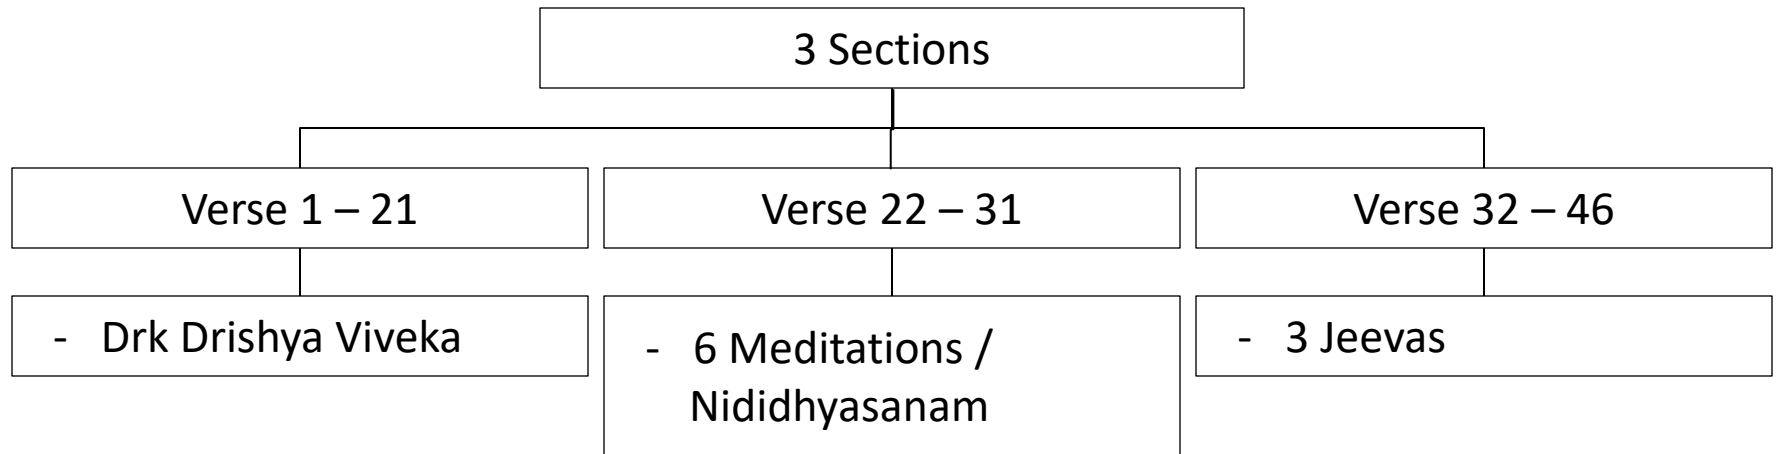 3 Sections
Verse 1 – 21
Verse 22 – 31
Verse 32 – 46
- Drk Drishya Viveka
- 6 Meditations /
Nididhyasanam
- 3 Jeevas